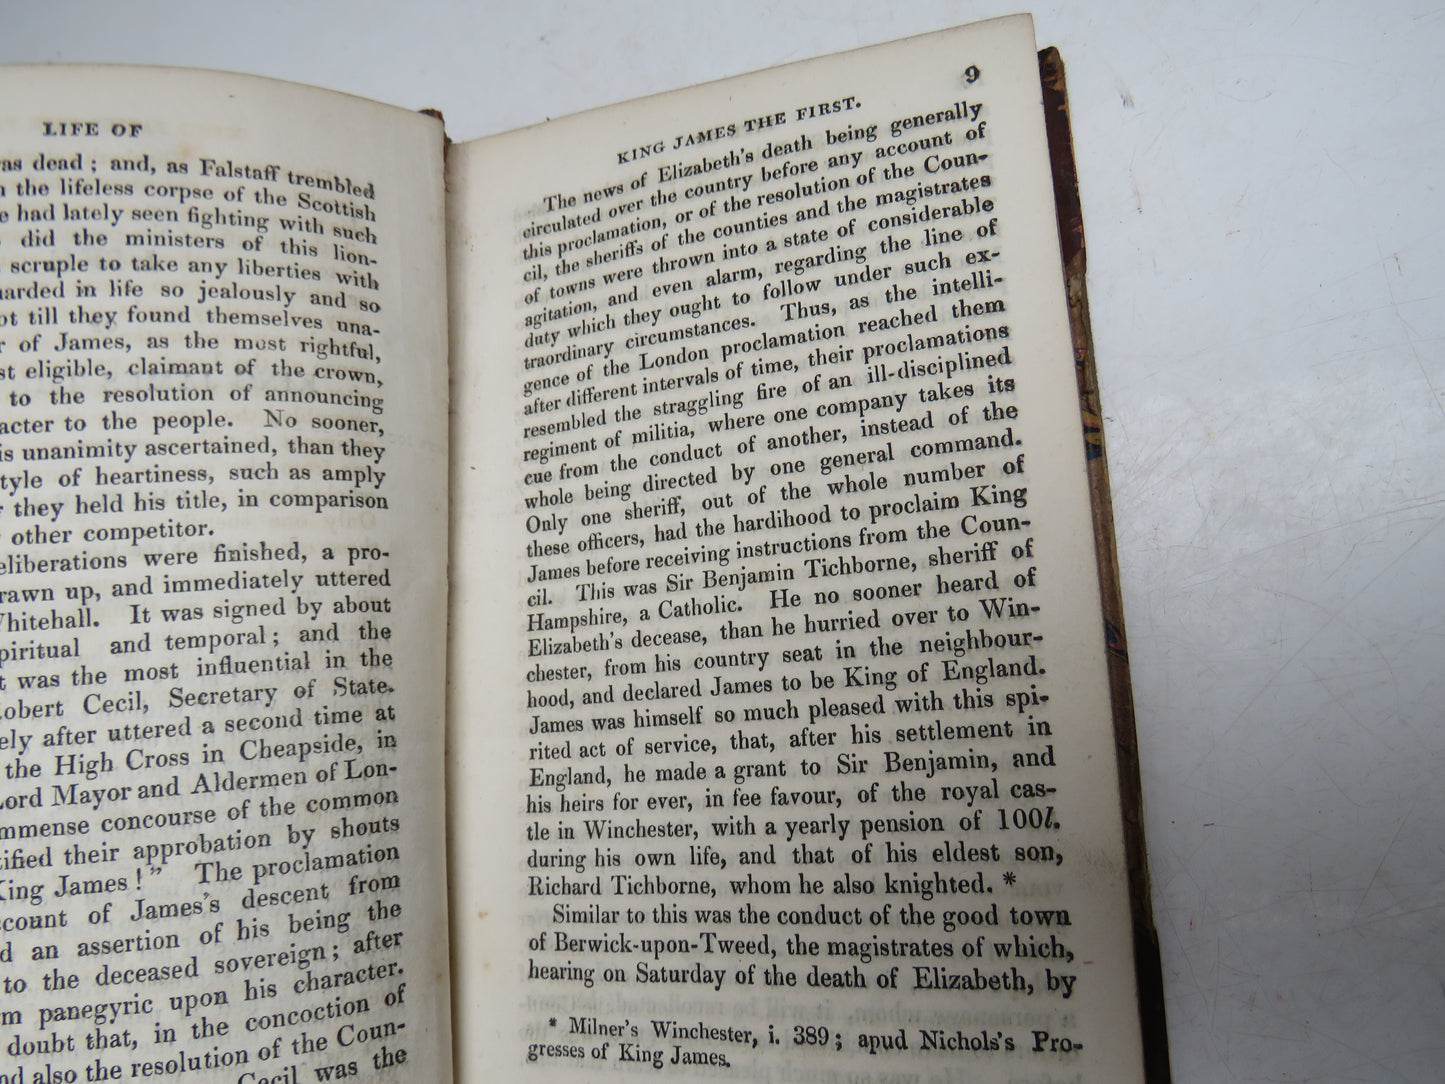 LIFE OF
as dead; and, as Falstaff trembled
the lifeless corpse of the Scottish
had lately seen fighting with such
did the ministers of this lion-
scruple to take any liberties with
in life so jealously and so
till they found themselves una-
of James, as the most rightful,
eligible, claimant of the crown,
to the resolution of announcing
to the people. No sooner,
unanimity ascertained, than they
of heartiness, such as amply
they held his title, in comparison
other competitor.
were finished, a pro-
up, and immediately uttered
It was signed by about
and temporal; and the
was the most influential in the
Cecil, Secretary of State.
after uttered a second time at
the High Cross in Cheapside, in
Mayor and Aldermen of Lon-
concourse of the common
their approbation by shouts
James!” The proclamation
of James's descent from
an assertion of his being the
to the deceased sovereign; after
panegyric upon his character.
doubt that, in the concoction of
also the resolution of the Coun-
Cecil was the
KING JAMES THE FIRST. 9
The news of Elizabeth's death being generally
circulated over the country before any account of
this proclamation, or of the resolution of the Coun-
cil, the sheriffs of the counties and the magistrates
of towns were thrown into a state of considerable
agitation, and even alarm, regarding the line of
duty which they ought to follow under such ex-
traordinary circumstances. Thus, as the intelli-
gence of the London proclamation reached them
after different intervals of time, their proclamations
resembled the straggling fire of an ill-disciplined
regiment of militia, where one company takes its
cue from the conduct of another, instead of the
whole being directed by one general command.
Only one sheriff, out of the whole number of
these officers, had the hardihood to proclaim King
James before receiving instructions from the Coun-
cil. This was Sir Benjamin Tichborne, sheriff of
Hampshire, a Catholic. He no sooner heard of
Elizabeth's decease, than he hurried over to Win-
chester, from his country seat in the neighbour-
hood, and declared James to be King of England.
James was himself so much pleased with this spi-
rited act of service, that, after his settlement in
England, he made a grant to Sir Benjamin, and
his heirs for ever, in fee favour, of the royal cas-
tle in Winchester, with a yearly pension of 100l.
during his own life, and that of his eldest son,
Richard Tichborne, whom he also knighted. *
Similar to this was the conduct of the good town
of Berwick-upon-Tweed, the magistrates of which,
hearing on Saturday of the death of Elizabeth, by
* Milner's Winchester, i. 389; apud Nichols's Pro-
gresses of King James.